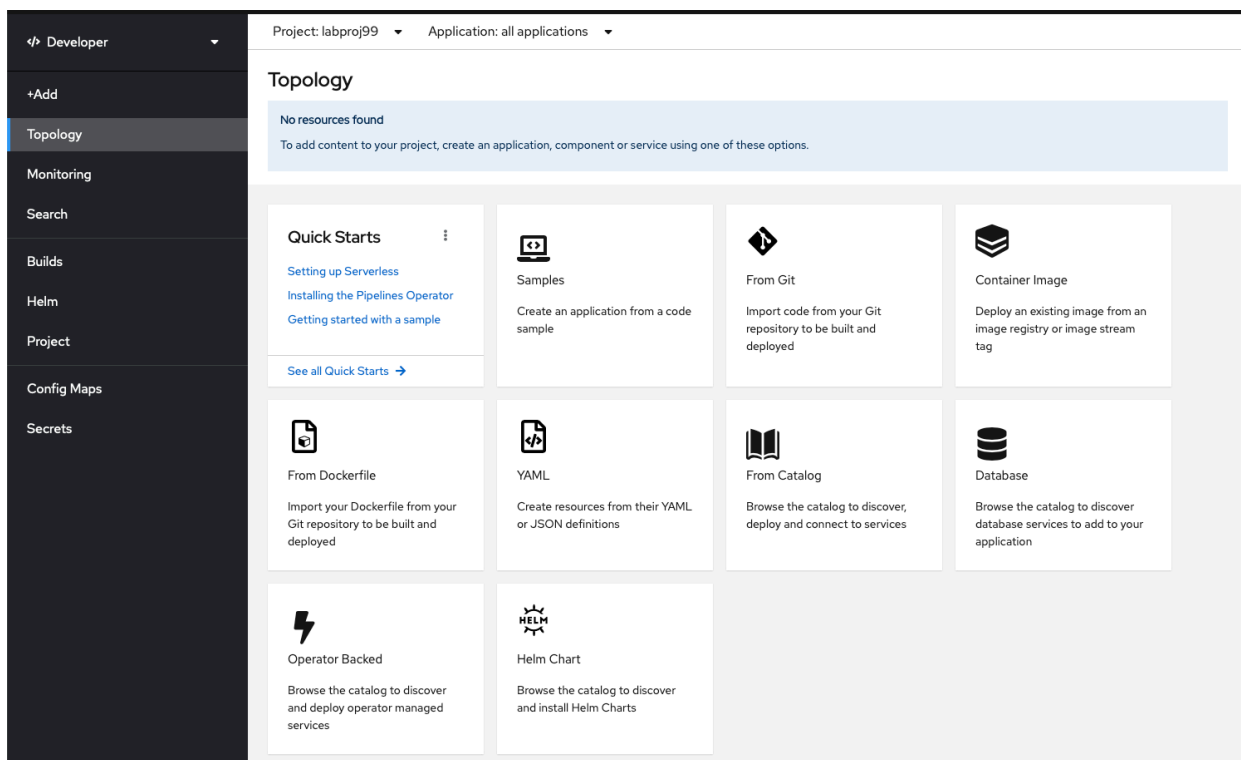 </> Developer
+Add
Topology
Monitoring
Search
Builds
Helm
Project
Config Maps
Secrets
Project: labproj99
Application: all applications
Topology
No resources found
To add content to your project, create an application, component or service using one of these options.
Quick Starts
Setting up Serverless
Installing the Pipelines Operator
Getting started with a sample
See all Quick Starts →
Samples
Create an application from a code
sample
From Git
Import code from your Git
repository to be built and
deployed
Container Image
Deploy an existing image from an
image registry or image stream
tag
From Dockerfile
Import your Dockerfile from your
Git repository to be built and
deployed
</>
YAML
Create resources from their YAML
or JSON definitions
From Catalog
Browse the catalog to discover,
deploy and connect to services
Database
Browse the catalog to discover
database services to add to your
application
Operator Backed
Browse the catalog to discover
and deploy operator managed
services
HELM
Helm Chart
Browse the catalog to discover
and install Helm Charts